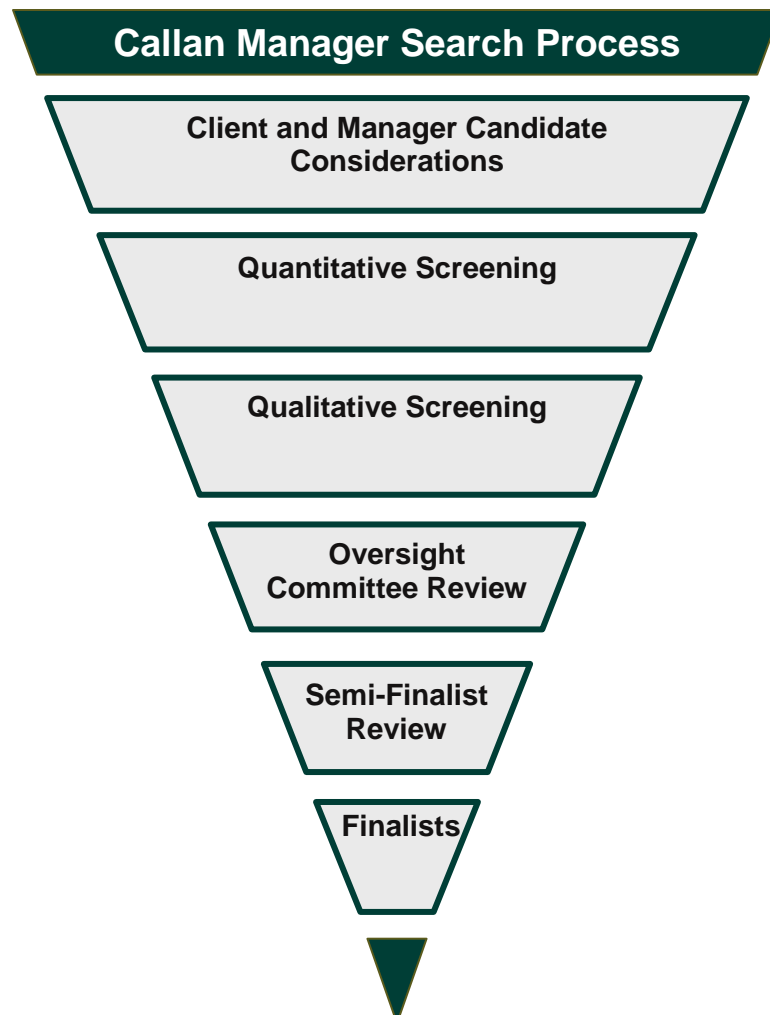 Callan Manager Search Process
Client and Manager Candidate
Considerations
Quantitative Screening
Qualitative Screening
Oversight
Committee Review
Semi-Finalist
Review
Finalists